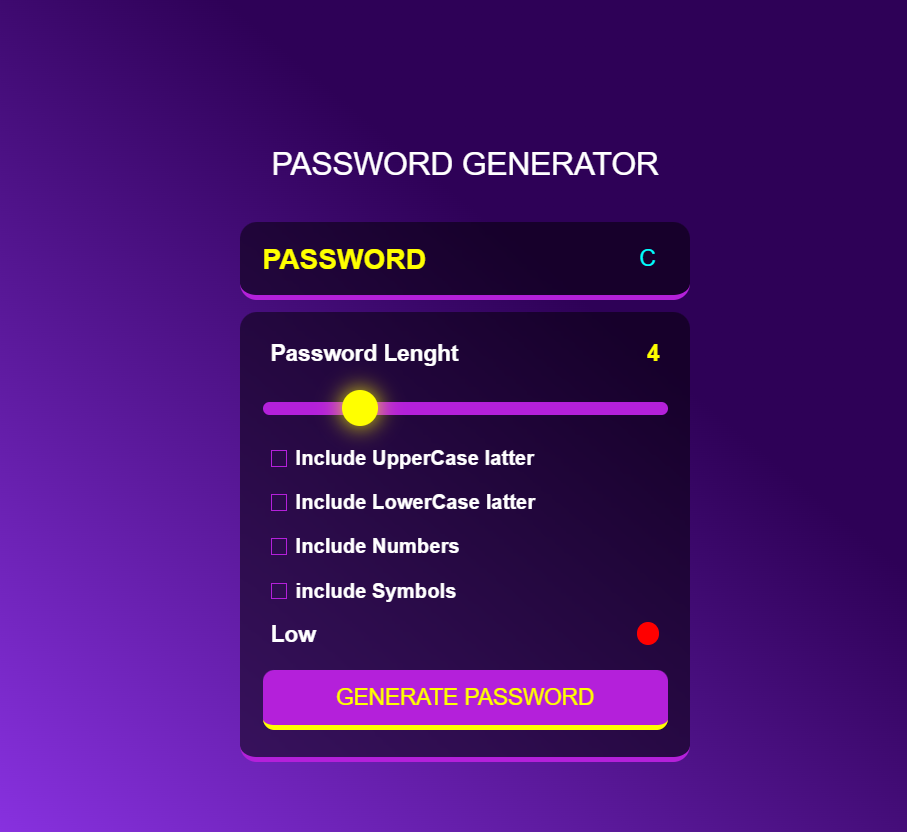 PASSWORD GENERATOR
PASSWORD C
Password Lenght 4
Include UpperCase latter
Include LowerCase latter
Include Numbers
include Symbols
Low
GENERATE PASSWORD